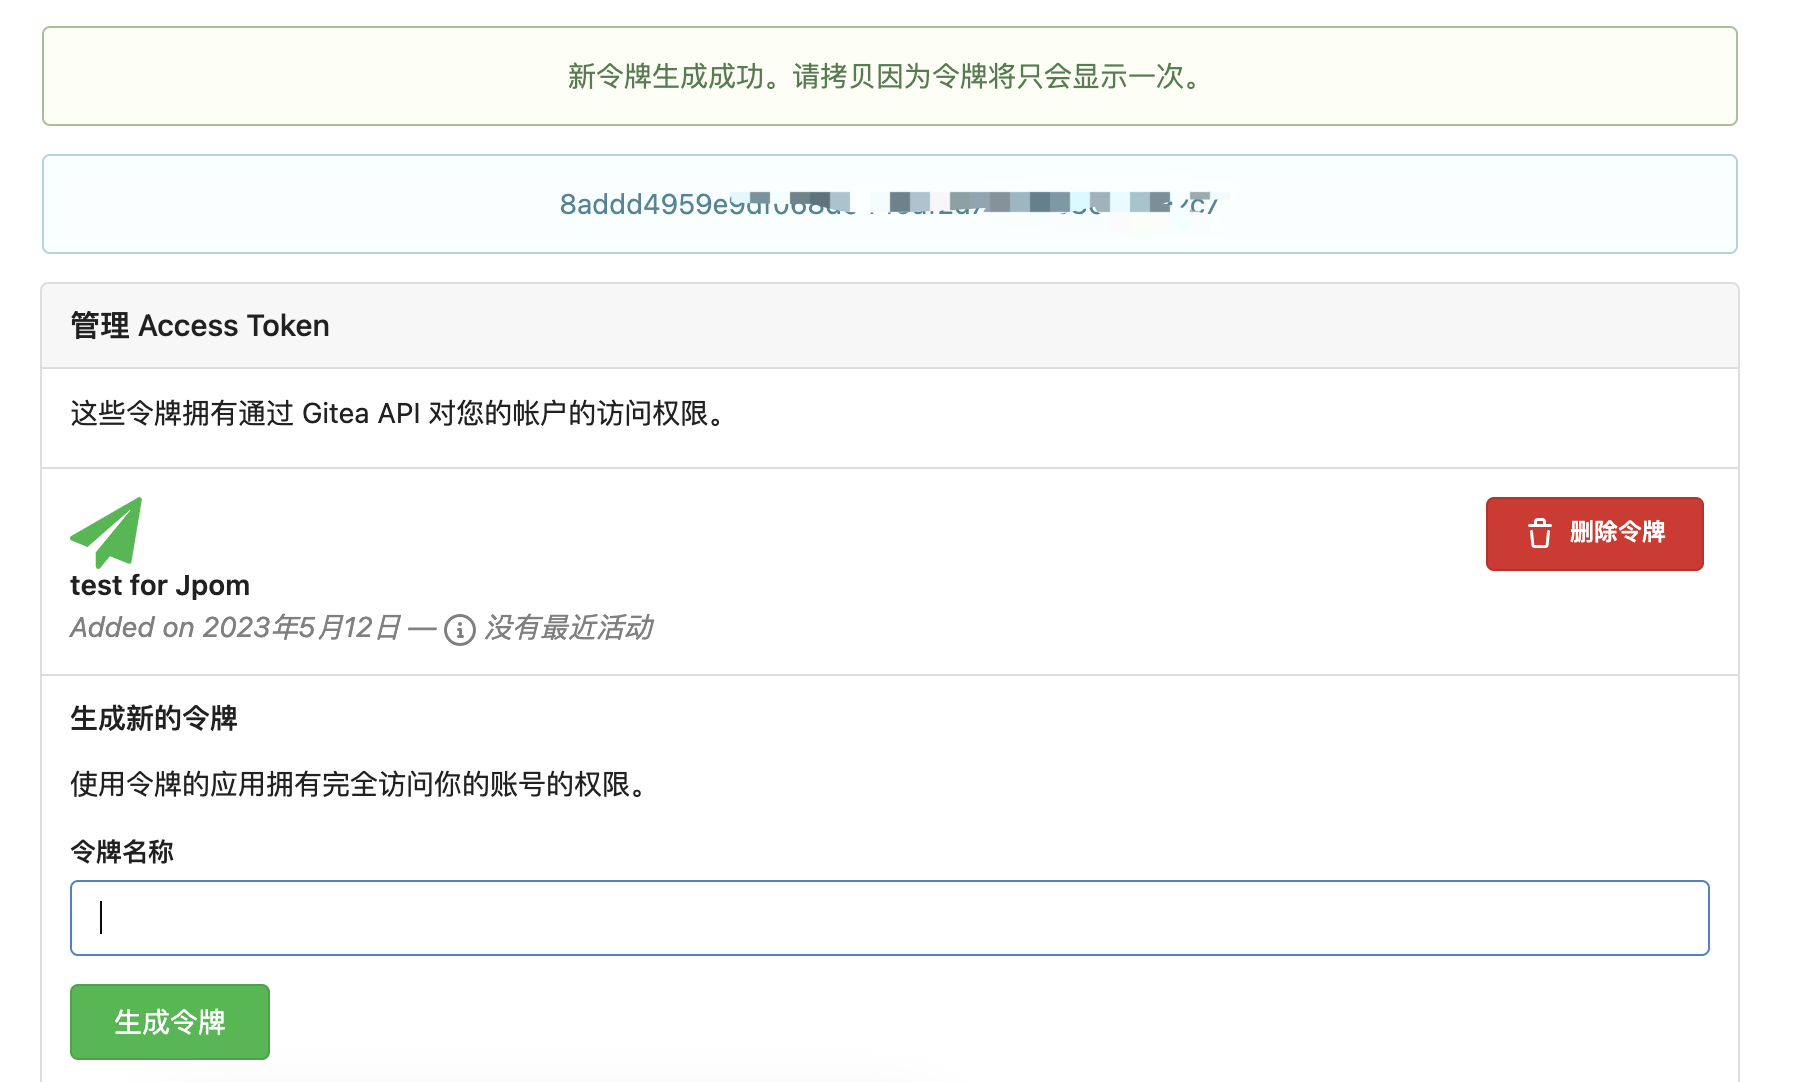 新令牌生成成功。请拷贝因为令牌将只会显示一次。
管理 Access Token
这些令牌拥有通过 Gitea API 对您的帐户的访问权限。
删除令牌
test for Jpom
Added on 2023年5月12日 — 没有最近活动
生成新的令牌
使用令牌的应用拥有完全访问你的账号的权限。
令牌名称
生成令牌